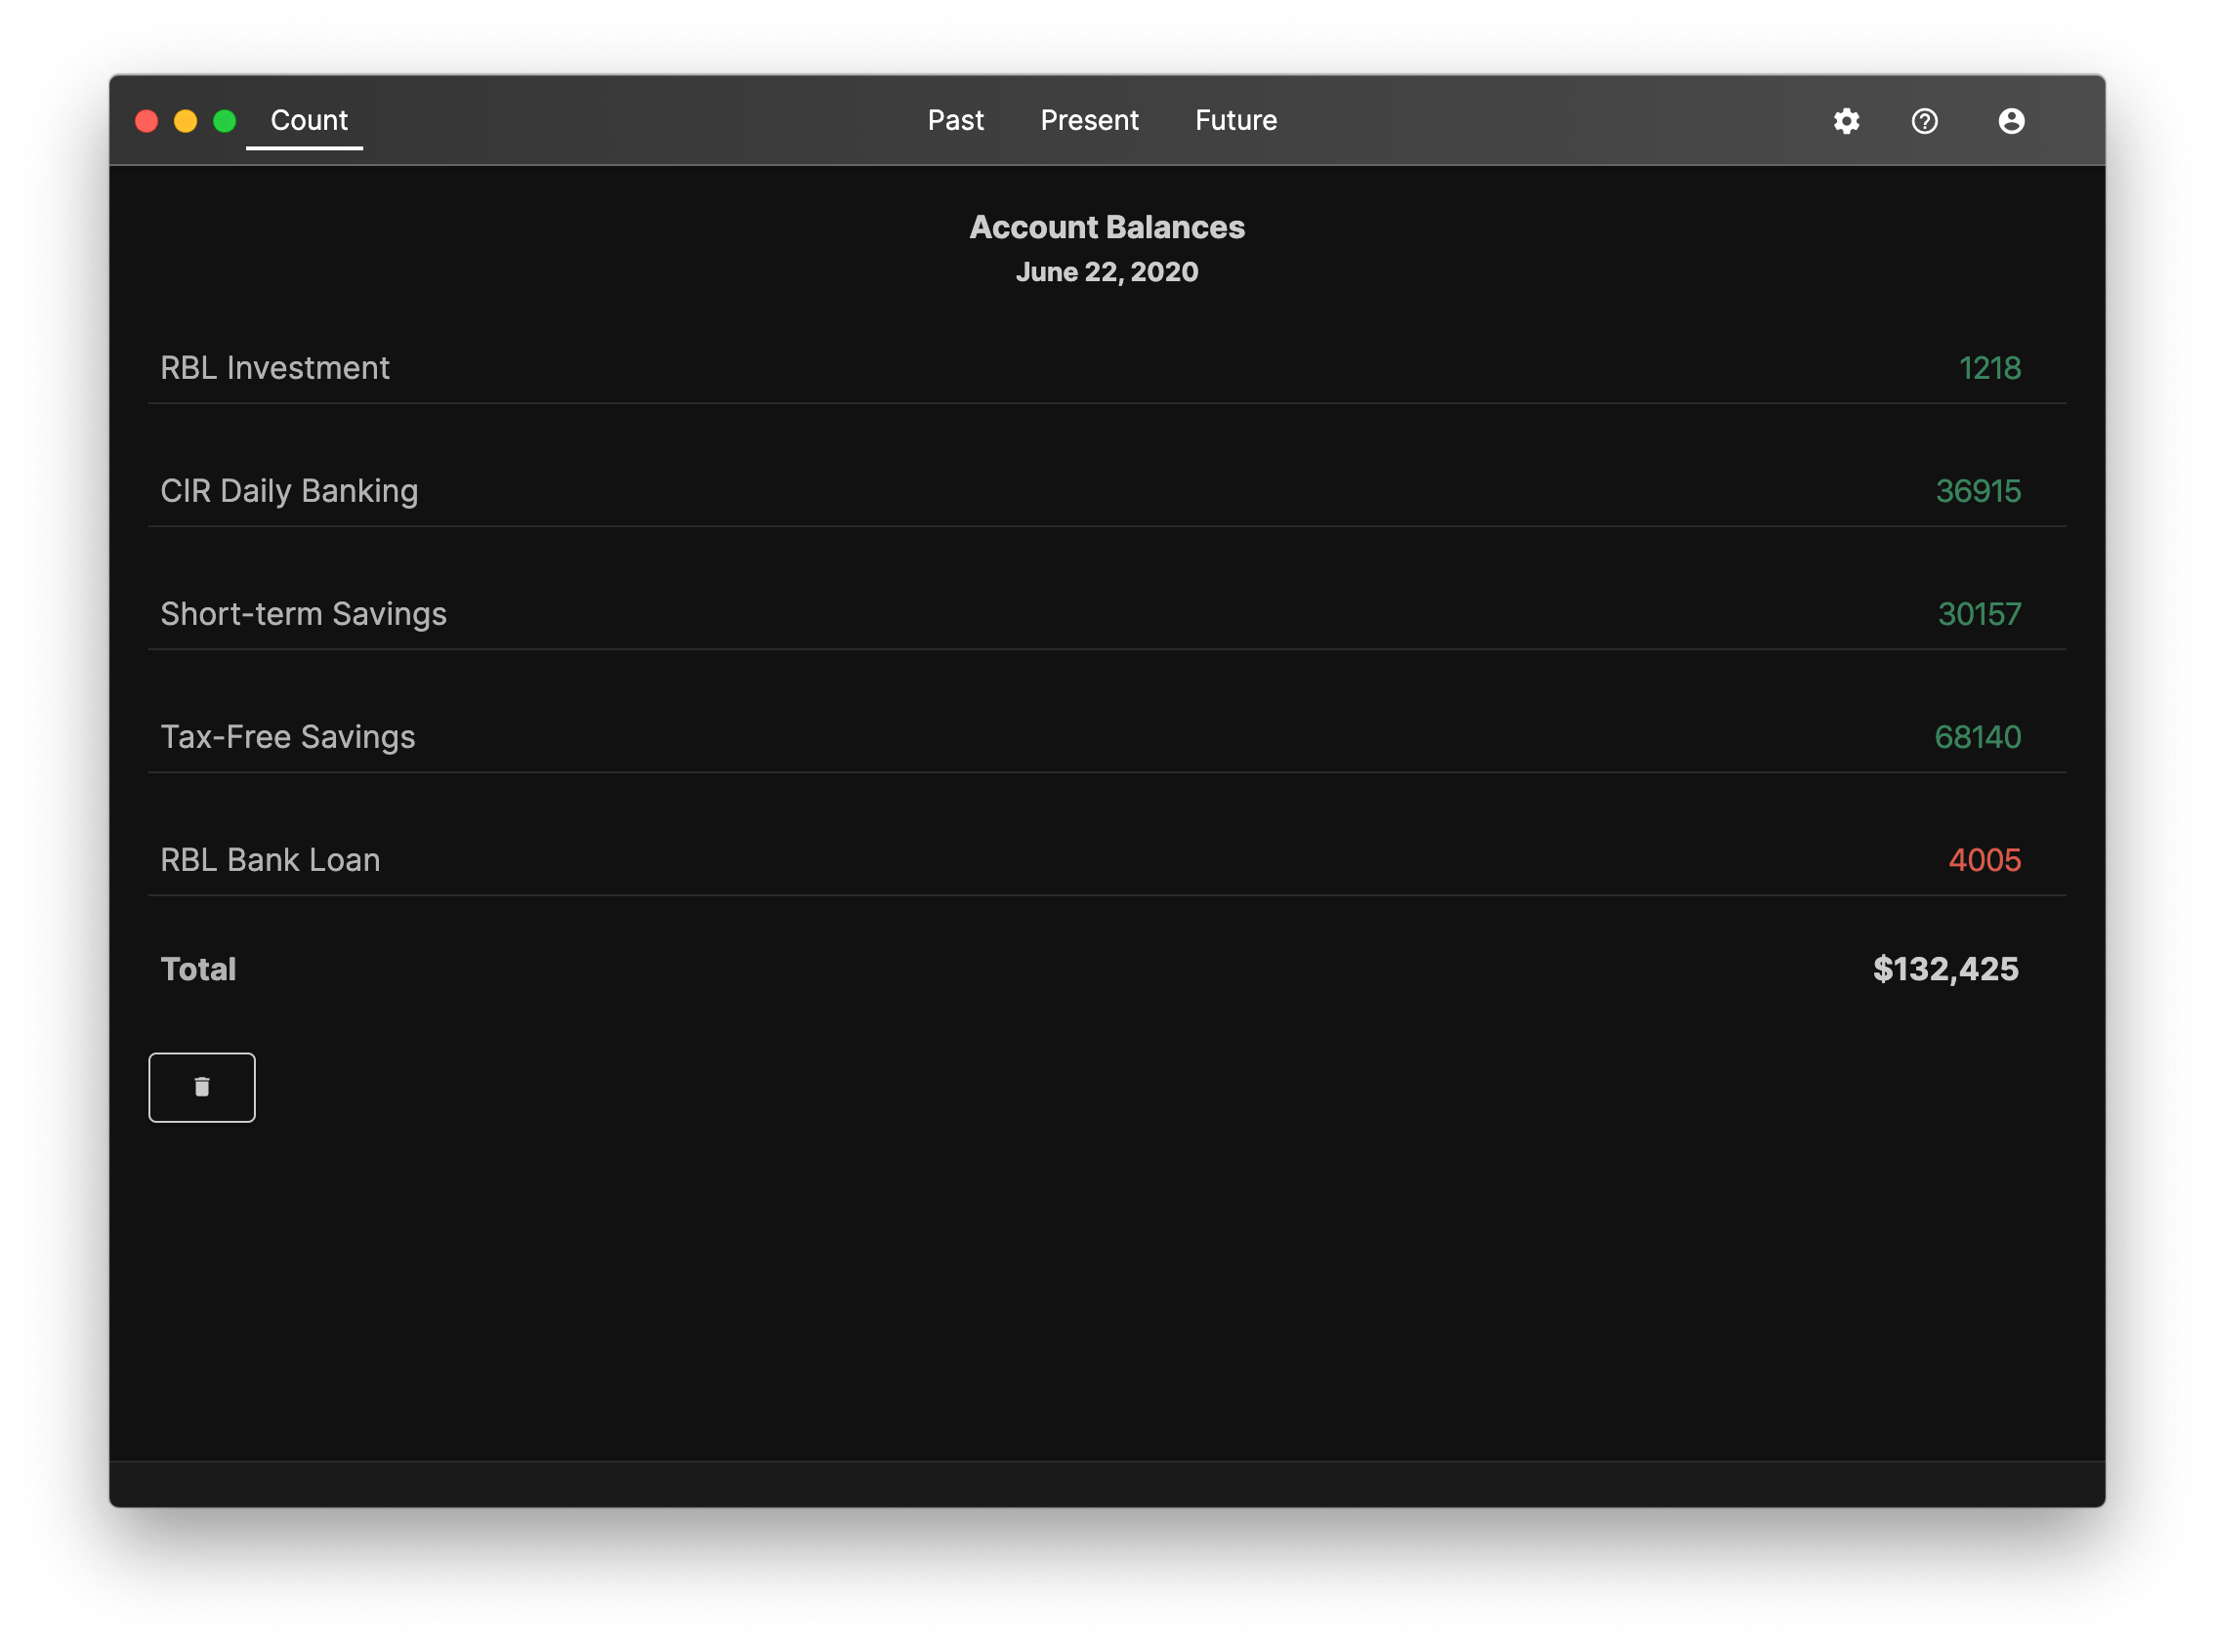 Count Past Present Future
Account Balances
June 22, 2020
RBL Investment 1218
CIR Daily Banking 36915
Short-term Savings 30157
Tax-Free Savings 68140
RBL Bank Loan 4005
Total $132,425